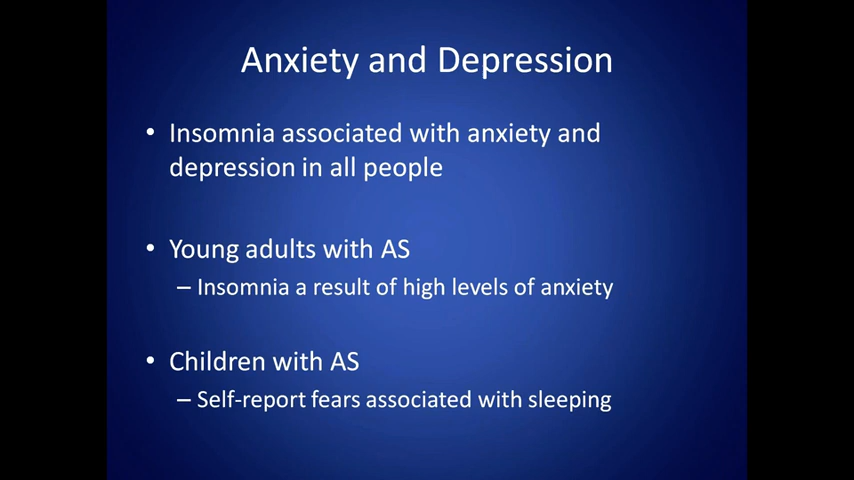 Anxiety and Depression
• Insomnia associated with anxiety and
depression in all people
• Young adults with AS
– Insomnia a result of high levels of anxiety
• Children with AS
– Self-report fears associated with sleeping